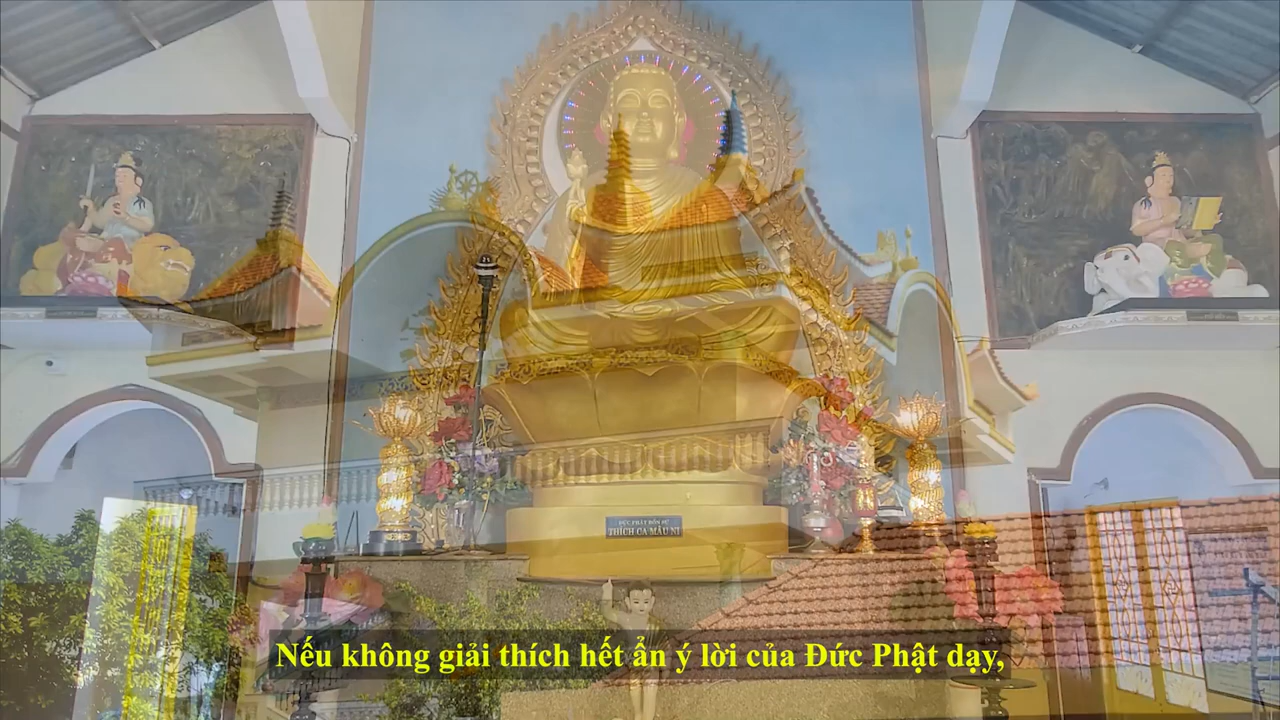 ĐỨC PHẬT BỔN SƯ
THÍCH CA MÂU NI
Nếu không giải thích hết ẩn ý lời của Đức Phật dạy,